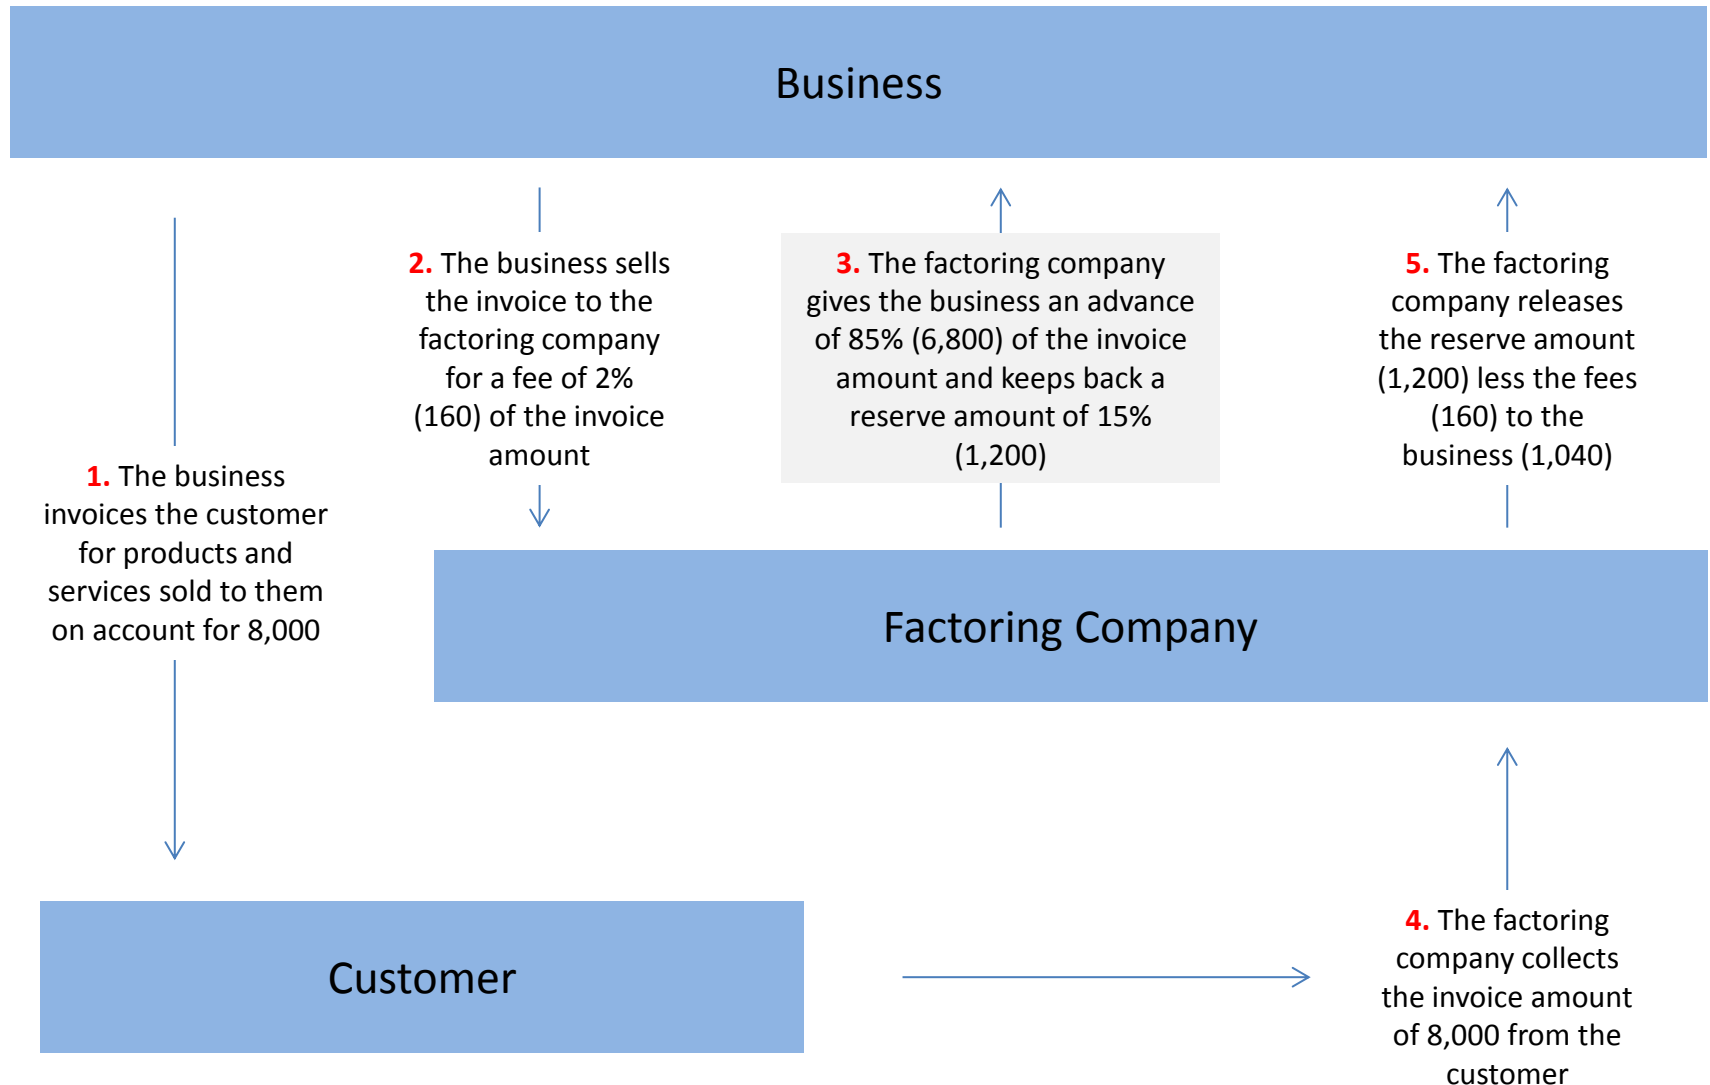 Business
1. The business
invoices the customer
for products and
services sold to them
on account for 8,000
2. The business sells
the invoice to the
factoring company
for a fee of 2%
(160) of the invoice
amount
3. The factoring company
gives the business an advance
of 85% (6,800) of the invoice
amount and keeps back a
reserve amount of 15%
(1,200)
5. The factoring
company releases
the reserve amount
(1,200) less the fees
(160) to the
business (1,040)
Factoring Company
Customer
4. The factoring
company collects
the invoice amount
of 8,000 from the
customer